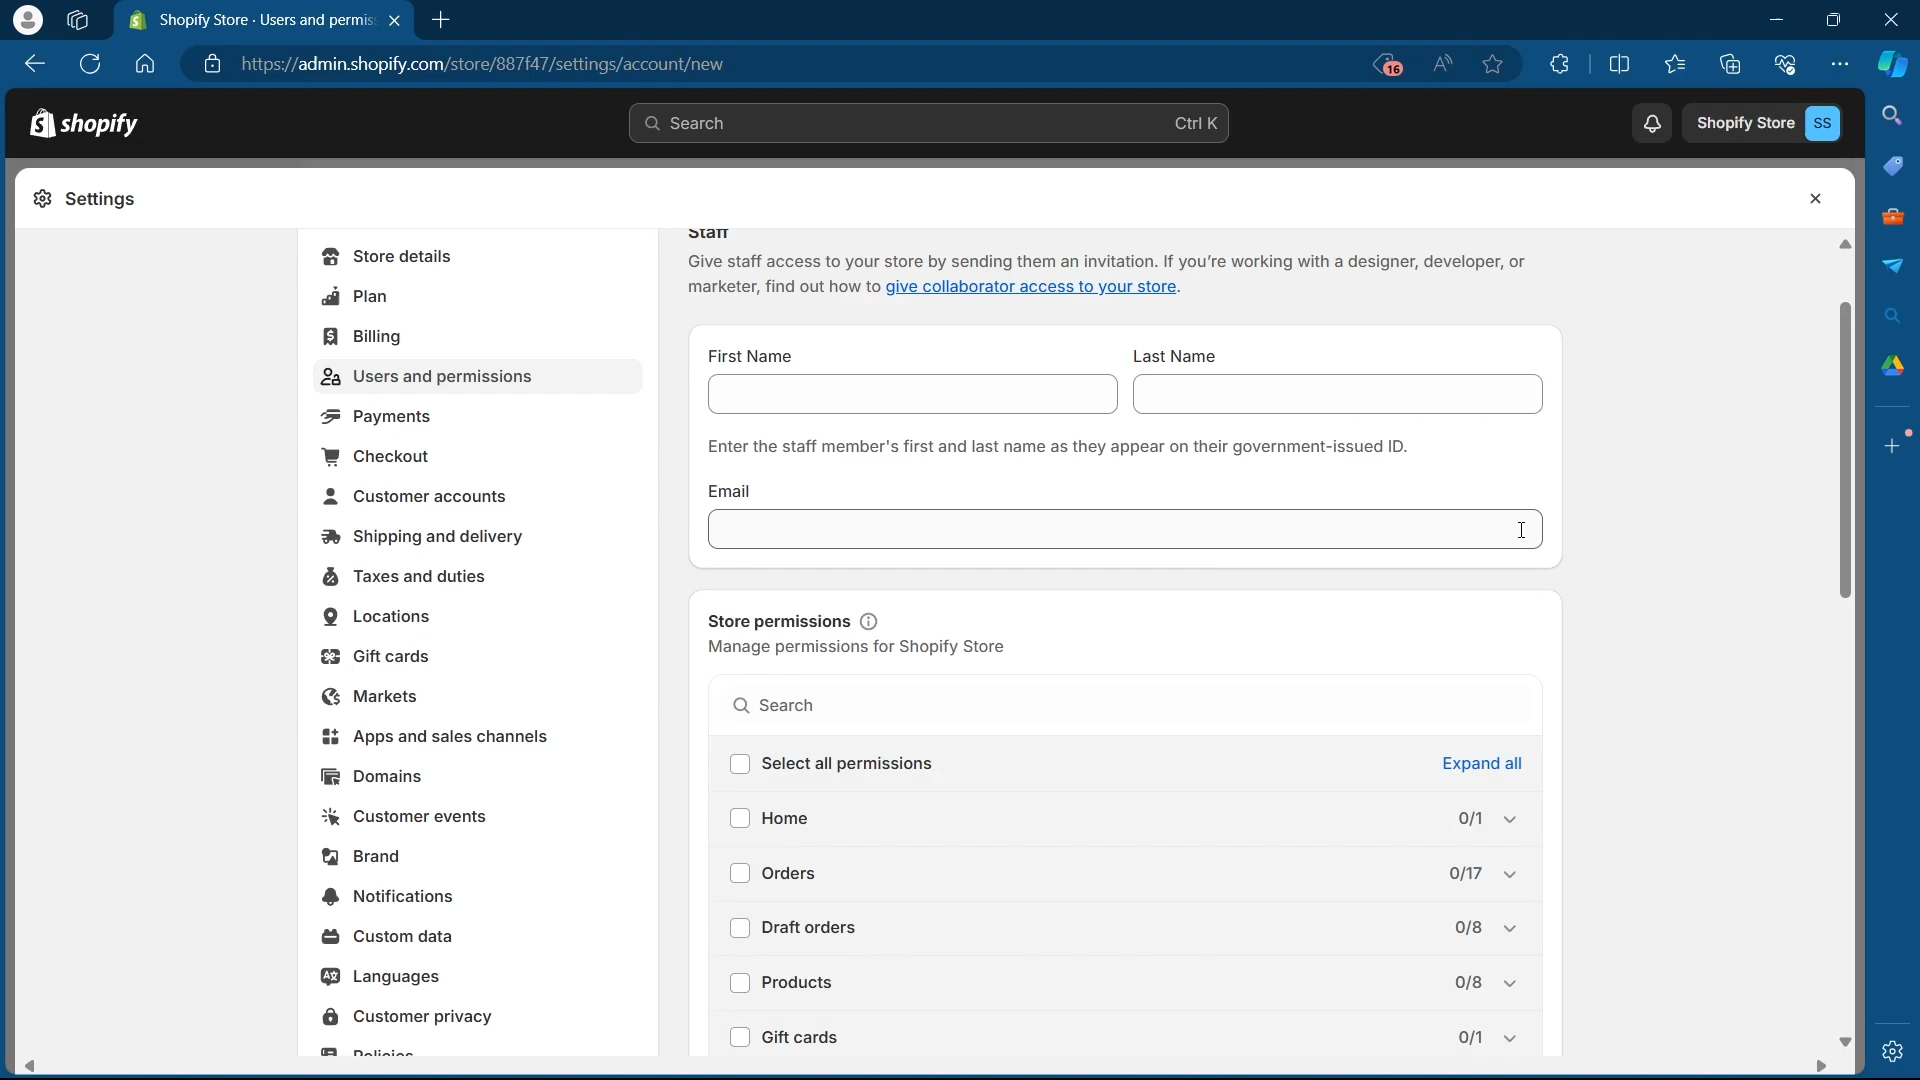 Shopify Store · Users and permis
https://admin.shopify.com/store/887f47/settings/account/new
16
shopify
Search
Ctrl K
Shopify Store
SS
Settings
Store details
Plan
Billing
Users and permissions
Payments
Checkout
Customer accounts
Shipping and delivery
Taxes and duties
Locations
Gift cards
Markets
Apps and sales channels
Domains
Customer events
Brand
Notifications
Custom data
Languages
Customer privacy
Policies
Staff
Give staff access to your store by sending them an invitation. If you're working with a designer, developer, or
marketer, find out how to give collaborator access to your store.
First Name
Last Name
Enter the staff member's first and last name as they appear on their government-issued ID.
Email
Store permissions
Manage permissions for Shopify Store
Search
Select all permissions
Expand all
Home
0/1
Orders
0/17
Draft orders
0/8
Products
0/8
Gift cards
0/1